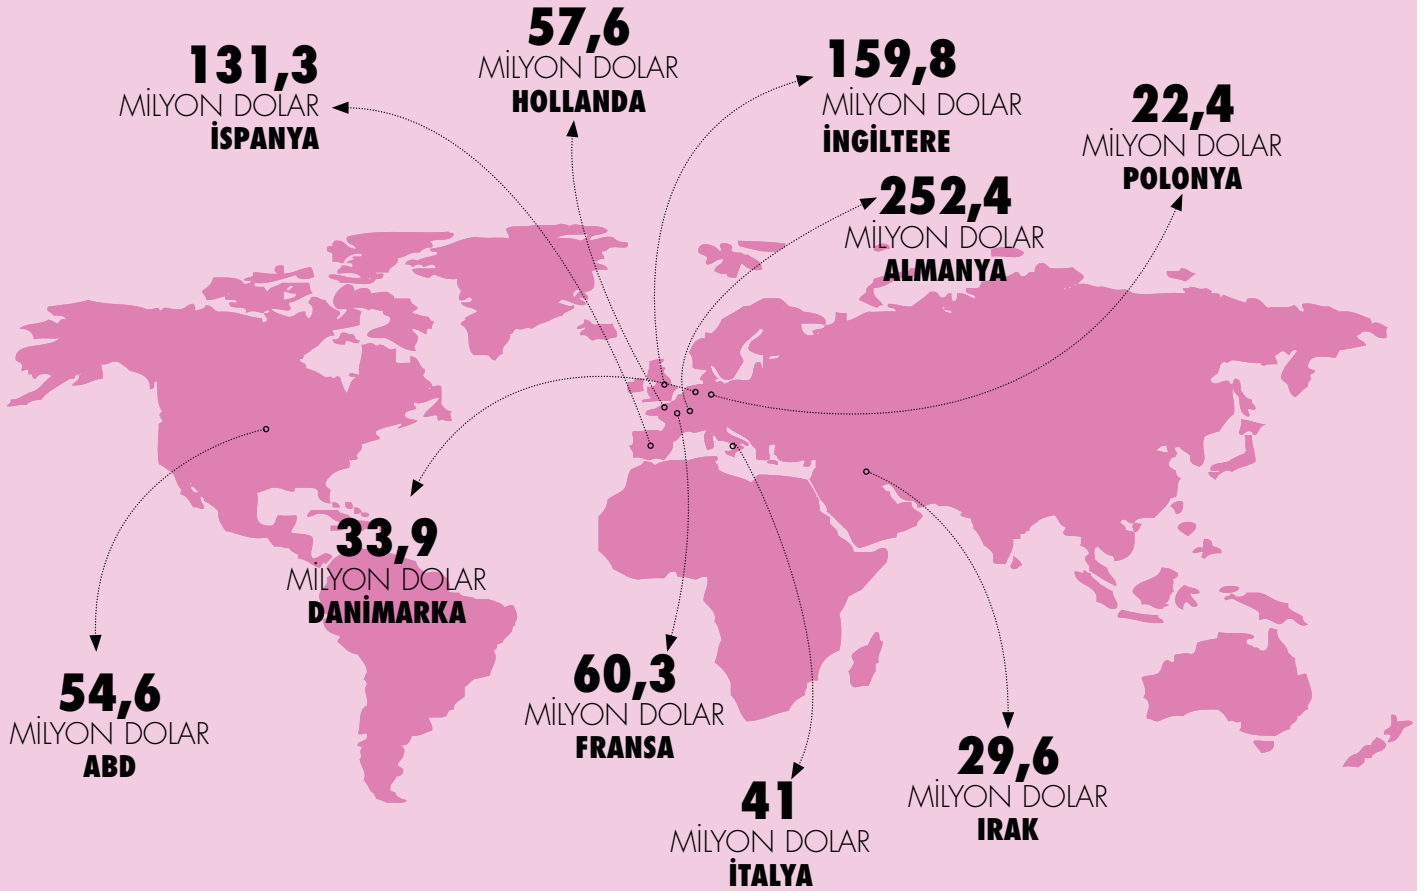 131,3
MİLYON DOLAR
İSPANYA
57,6
MİLYON DOLAR
HOLLANDA
159,8
MİLYON DOLAR
İNGİLTERE
22,4
MİLYON DOLAR
POLONYA
252,4
MİLYON DOLAR
ALMANYA
33,9
MİLYON DOLAR
DANİMARKA
54,6
MİLYON DOLAR
ABD
60,3
MİLYON DOLAR
FRANSA
41
MİLYON DOLAR
İTALYA
29,6
MİLYON DOLAR
IRAK